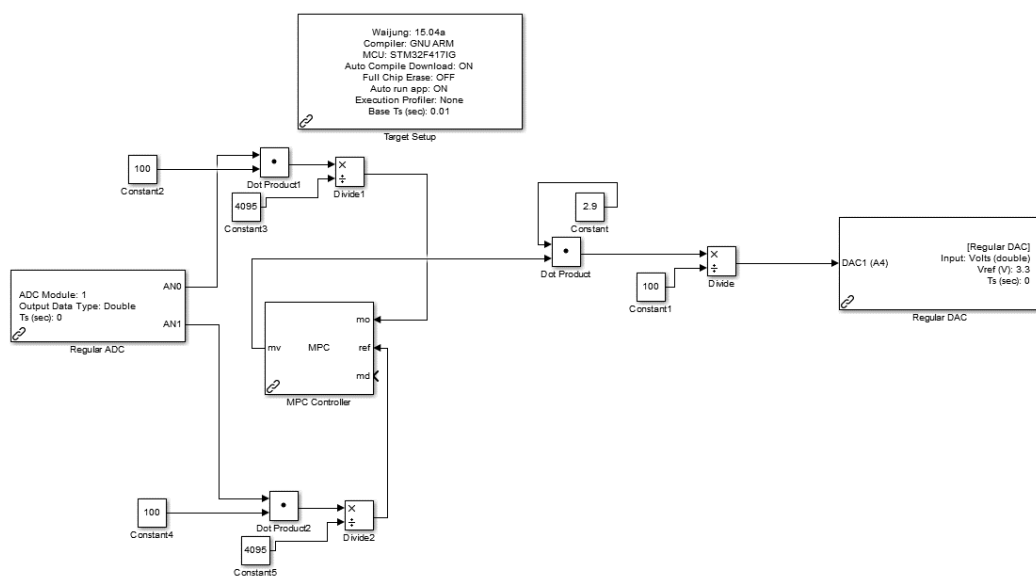 Waijung: 15.04a
Compiler: GNU ARM
MCU: STM32F417IG
Auto Compile Download: ON
Full Chip Erase: OFF
Auto run app: ON
Execution Profiler: None
Base Ts (sec): 0.01
Target Setup
100
Constant2
Dot Product1
×
÷
Divide1
4095
Constant3
2.9
Constant
Dot Product
×
÷
Divide
100
Constant1
DAC1 (A4)
[Regular DAC]
Input: Volts (double)
Vref (V): 3.3
Ts (sec): 0
Regular DAC
ADC Module: 1
Output Data Type: Double
Ts (sec): 0
AN0
AN1
Regular ADC
mv
MPC
mo
ref
md
MPC Controller
100
Constant4
Dot Product2
×
÷
Divide2
4095
Constant5